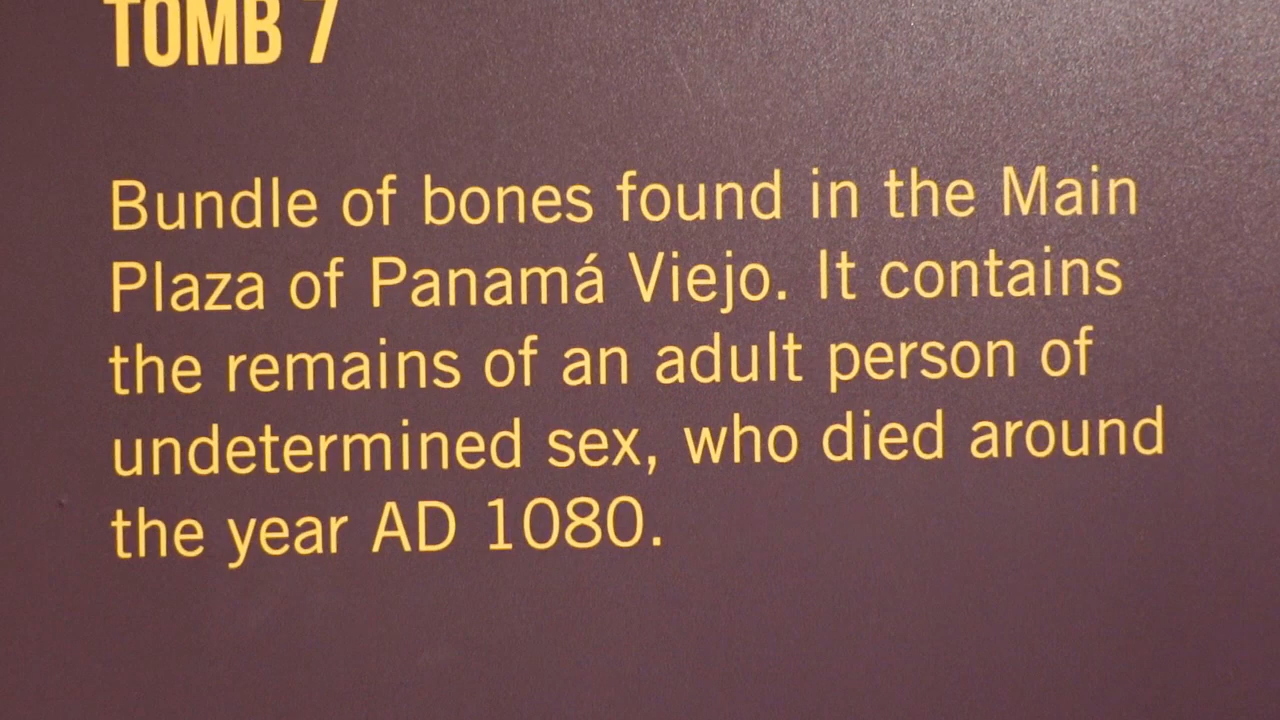 TOMB 7
Bundle of bones found in the Main
Plaza of Panamá Viejo. It contains
the remains of an adult person of
undetermined sex, who died around
the year AD 1080.